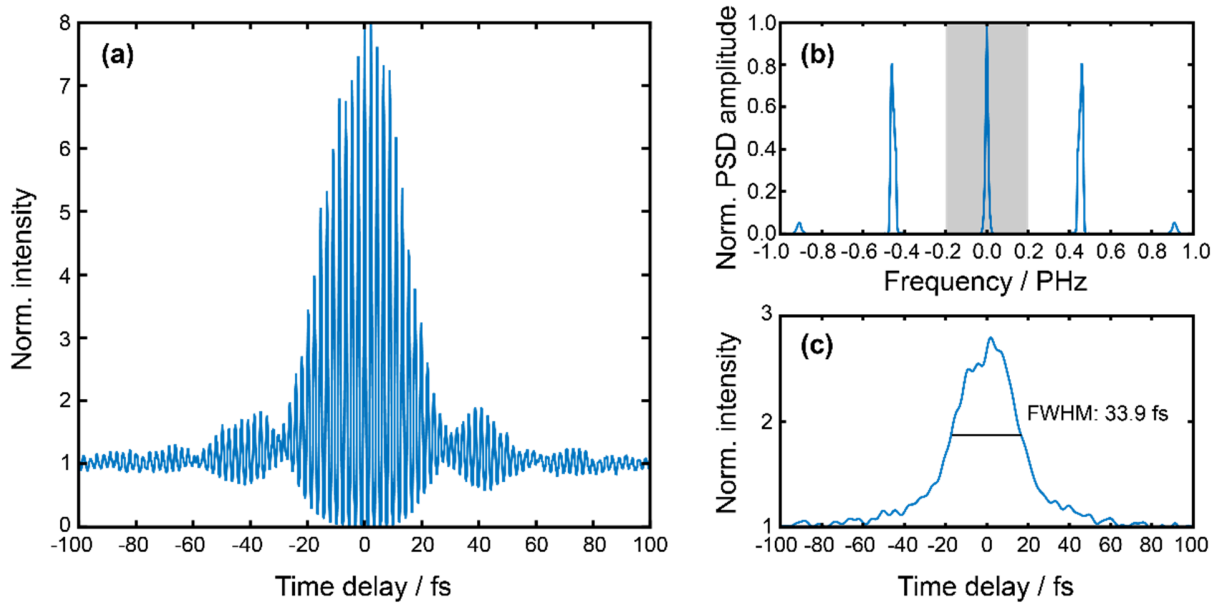 (a)
Norm. intensity
8
7
6
5
4
3
2
1
0
-100 -80 -60 -40 -20 0 20 40 60 80 100
Time delay / fs
(b)
Norm. PSD amplitude
1.0
0.8
0.6
0.4
0.2
0.0
-1.0 -0.8 -0.6 -0.4 -0.2 0.0 0.2 0.4 0.6 0.8 1.0
Frequency / PHz
(c)
Norm. intensity
3
2
1
FWHM: 33.9 fs
-100 -80 -60 -40 -20 0 20 40 60 80 100
Time delay / fs